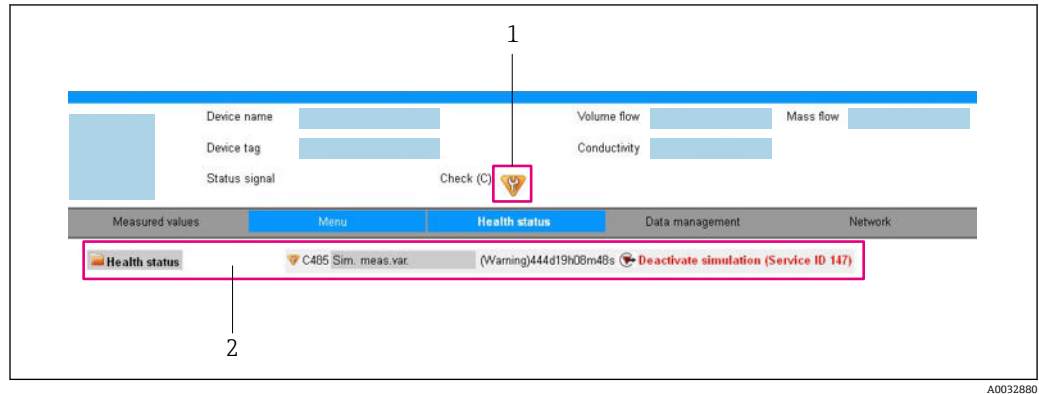 1
Device name Volume flow Mass flow
Device tag Conductivity
Status signal Check (C)
Measured values Menu Health status Data management Network
Health status C485 Sim. meas.var. (Warning)444d19h08m48s Deactivate simulation (Service ID 147)
2
A0032880